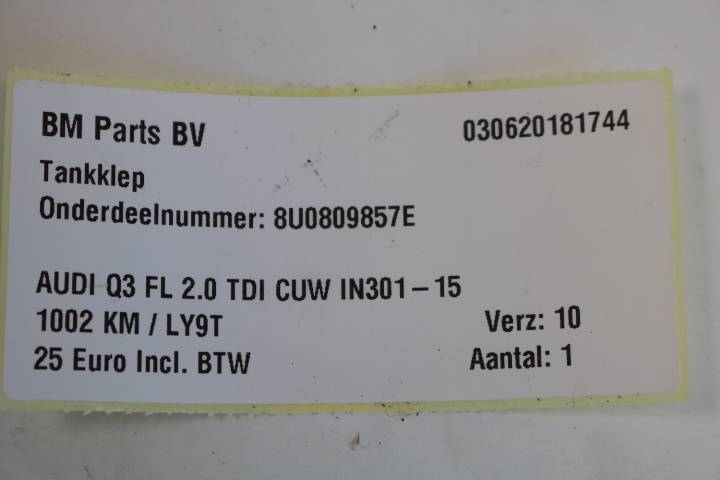 BM Parts BV 030620181744
Tankklep
Onderdeelnummer: 8U0809857E
AUDI Q3 FL 2.0 TDI CUW IN301-15
1002 KM / LY9T Verz: 10
25 Euro Incl. BTW Aantal: 1